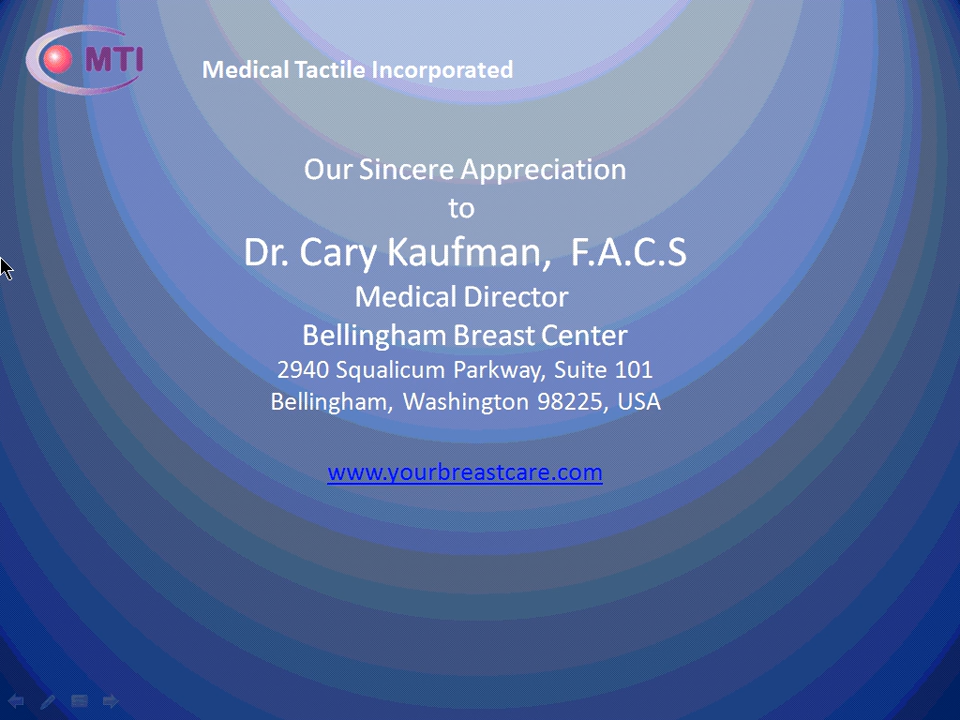 MTI
Medical Tactile Incorporated
Our Sincere Appreciation
to
Dr. Cary Kaufman, F.A.C.S
Medical Director
Bellingham Breast Center
2940 Squalicum Parkway, Suite 101
Bellingham, Washington 98225, USA
www.yourbreastcare.com